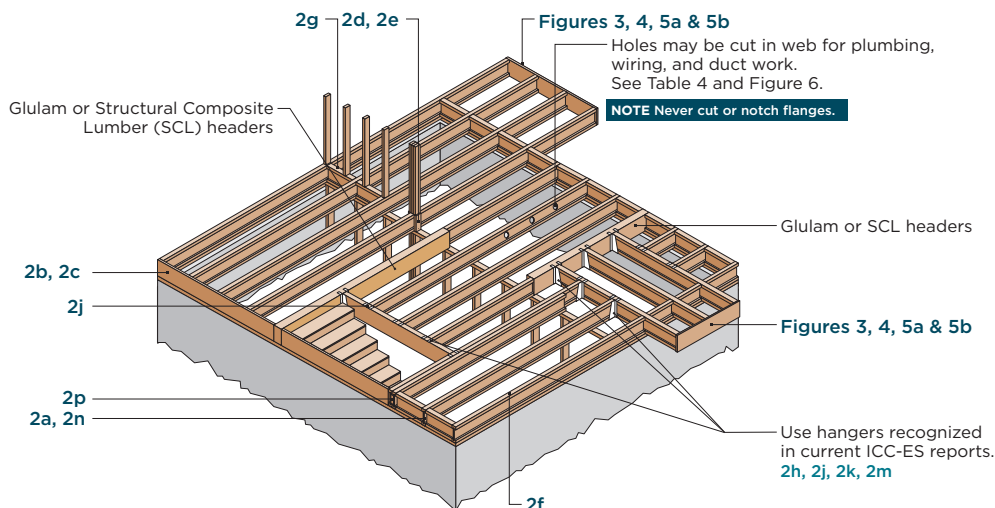 2g
2d, 2e
Figures 3, 4, 5a & 5b
Holes may be cut in web for plumbing,
wiring, and duct work.
See Table 4 and Figure 6.
NOTE Never cut or notch flanges.
Glulam or Structural Composite
Lumber (SCL) headers
Glulam or SCL headers
2b, 2c
2j
Figures 3, 4, 5a & 5b
2p
2a, 2n
Use hangers recognized
in current ICC-ES reports.
2h, 2j, 2k, 2m
2f